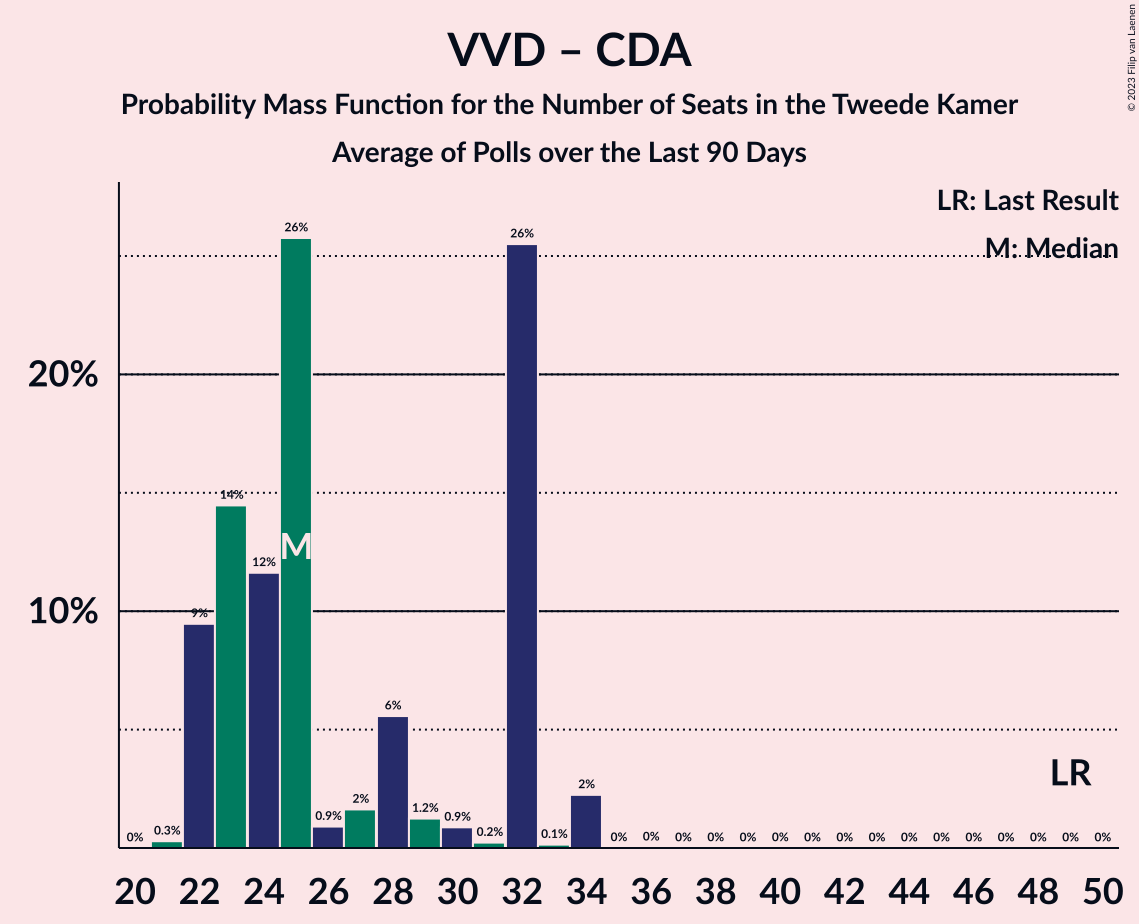 VVD – CDA
Probability Mass Function for the Number of Seats in the Tweede Kamer
Average of Polls over the Last 90 Days
© 2023 Filip van Laenen
LR: Last Result
M: Median
26% 26%
20%
14%
M
12%
10%
9%
6%
LR
2% 2%
0% 0.3% 0.9% 1.2% 0.9% 0.2% 0.1% 0% 0% 0% 0% 0% 0% 0% 0% 0% 0% 0% 0% 0% 0% 0% 0%
20 22 24 26 28 30 32 34 36 38 40 42 44 46 48 50